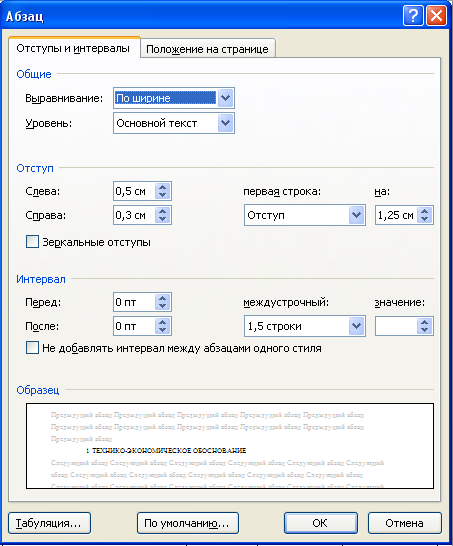 Абзац
Отступы и интервалы Положение на странице
Общие
Выравнивание: По ширине
Уровень: Основной текст
Отступ
Слева: 0,5 см первая строка: на:
Справа: 0,3 см Отступ 1,25 см
Зеркальные отступы
Интервал
Перед: 0 пт междустрочный: значение:
После: 0 пт 1,5 строки
Не добавлять интервал между абзацами одного стиля
Образец
Предыдущий абзац Предыдущий абзац Предыдущий абзац Предыдущий абзац Предыдущий абзац
Предыдущий абзац Предыдущий абзац Предыдущий абзац Предыдущий абзац Предыдущий абзац
Предыдущий абзац
1 ТЕХНИКО-ЭКОНОМИЧЕСКОЕ ОБОСНОВАНИЕ
Следующий абзац Следующий абзац Следующий абзац Следующий абзац Следующий
абзац Следующий абзац Следующий абзац Следующий абзац Следующий абзац
Следующий абзац Следующий абзац Следующий абзац Следующий абзац Следующий
Табуляция... По умолчанию... ОК Отмена